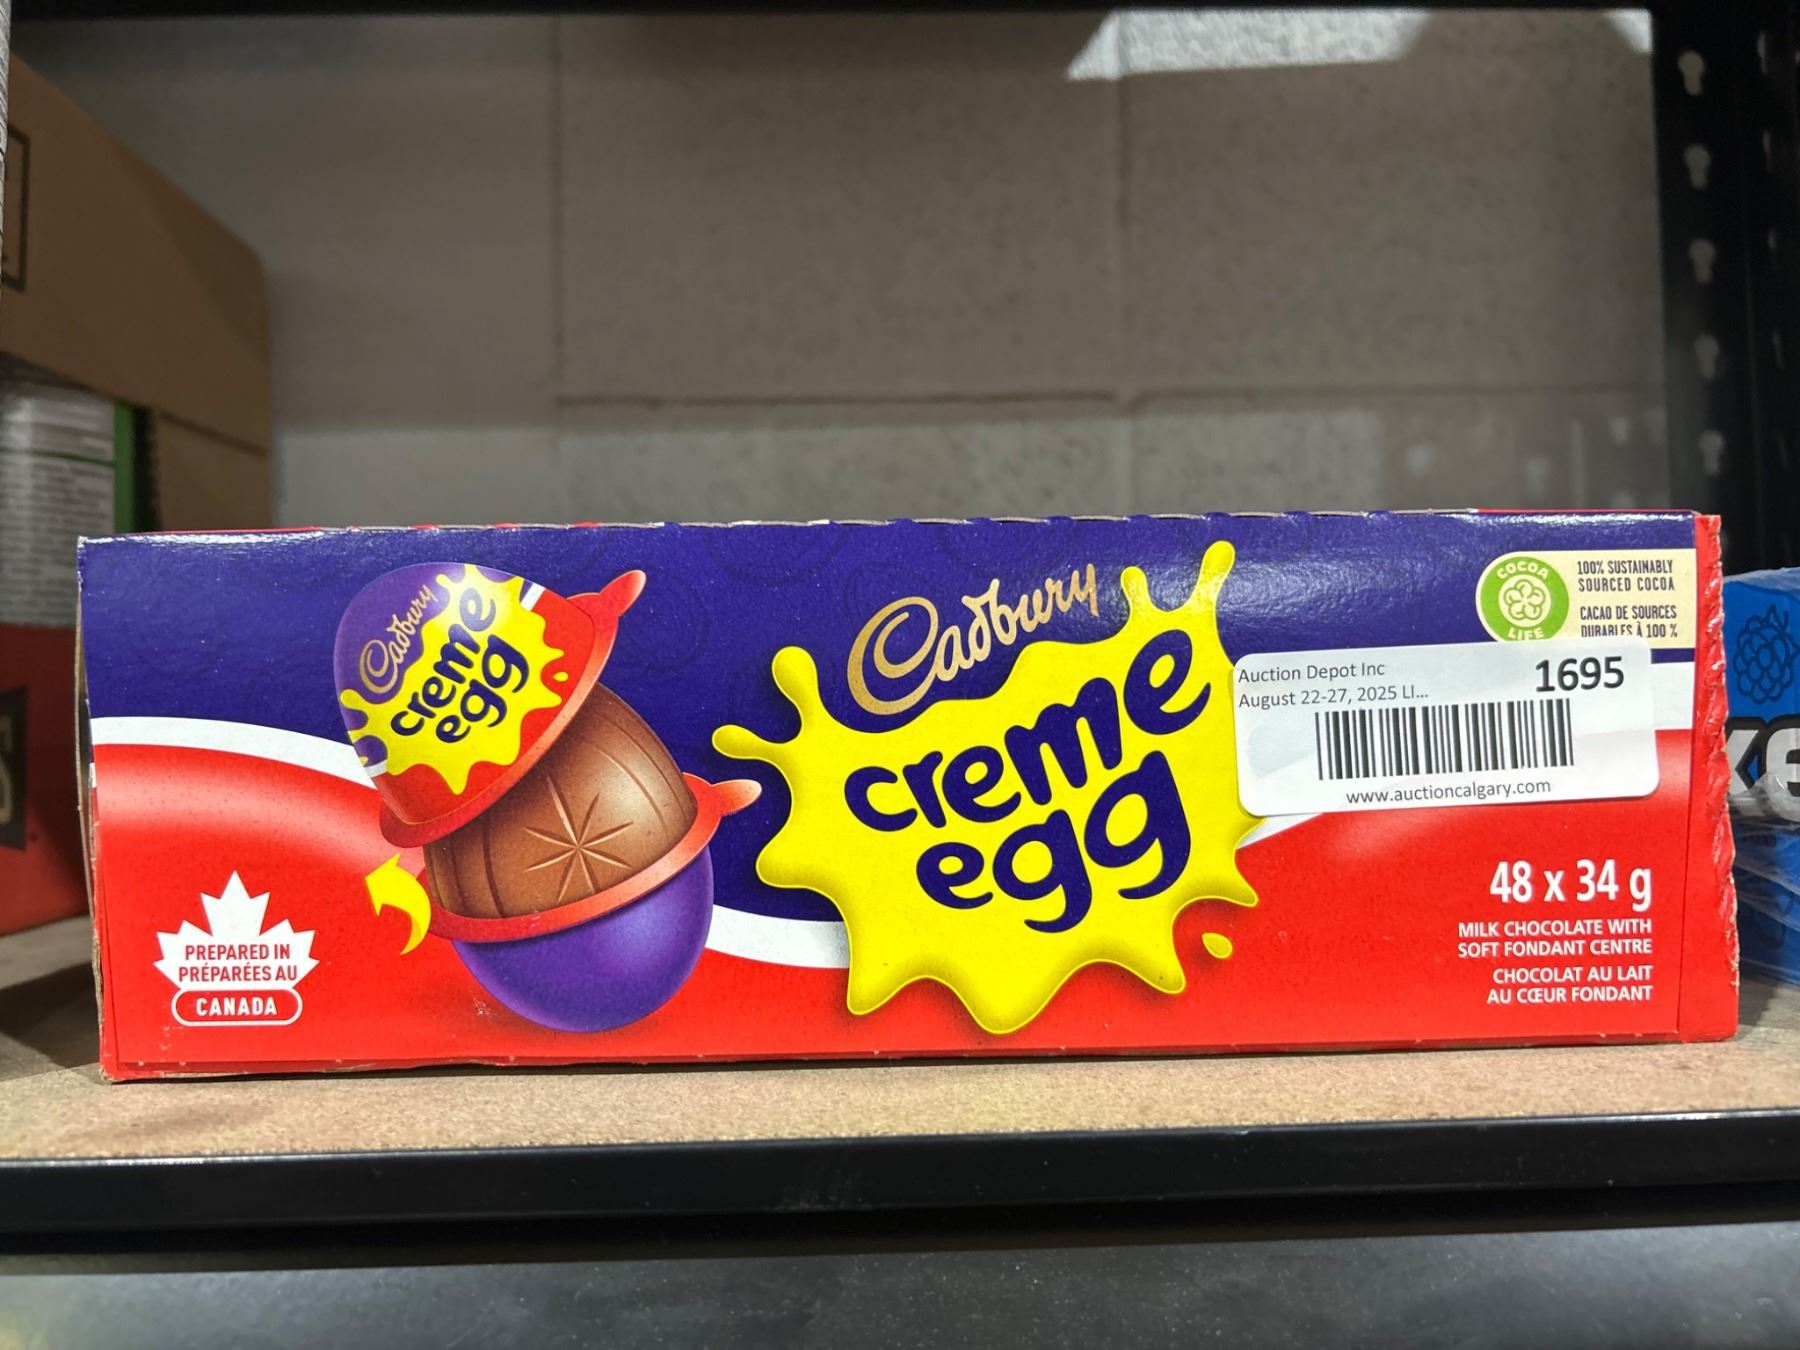 Cadbury
creme
egg
Cadbury
creme
egg
COCOA
LIFE
100% SUSTAINABLY
SOURCED COCOA
CACAO DE SOURCES
DURABLES À 100 %
Auction Depot Inc
1695
August 22-27, 2025 LI...
www.auctioncalgary.com
48 x 34 g
MILK CHOCOLATE WITH
SOFT FONDANT CENTRE
CHOCOLAT AU LAIT
AU CŒUR FONDANT
PREPARED IN
PRÉPARÉES AU
CANADA